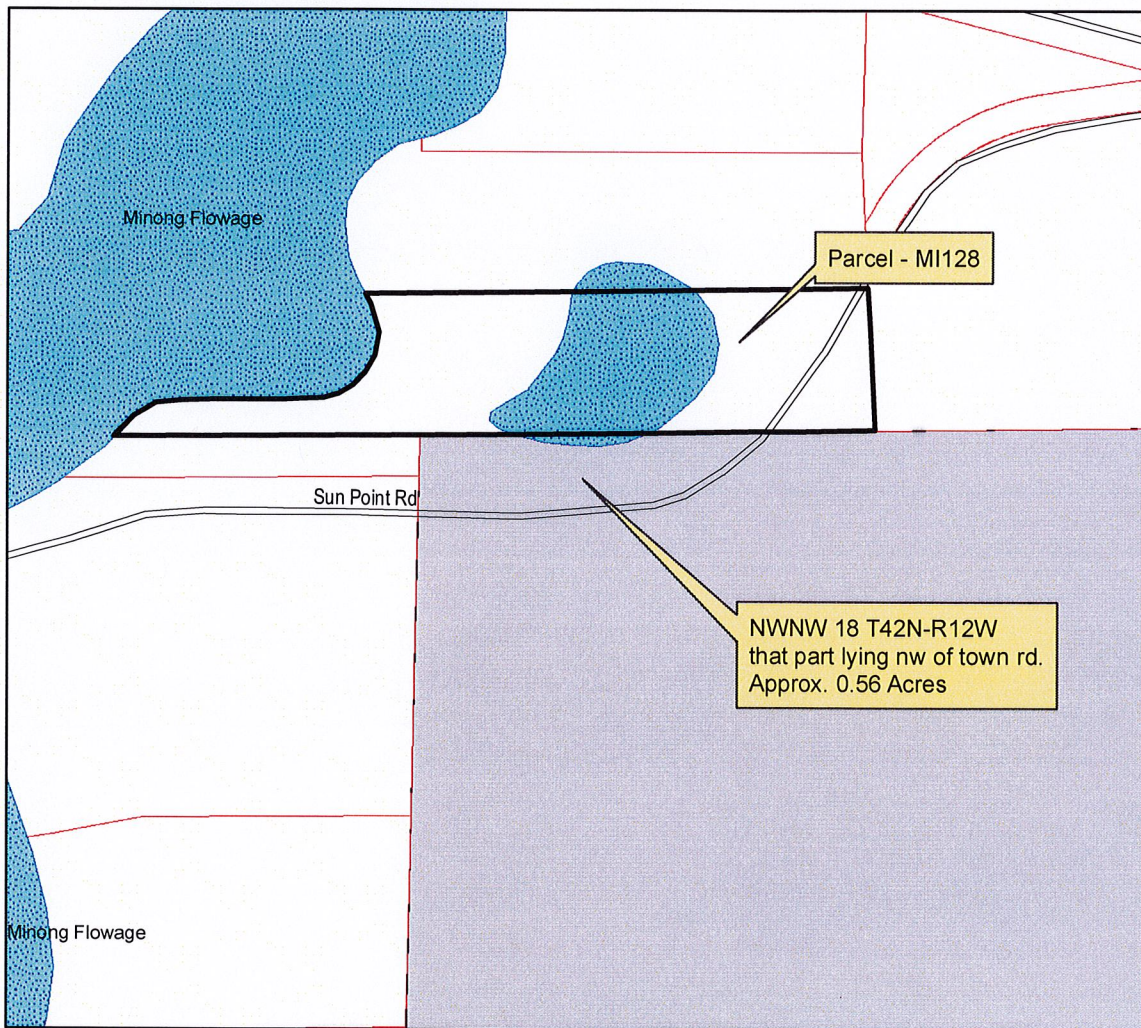 Minong Flowage
Parcel - MI128
Sun Point Rd
NWNW 18 T42N-R12W
that part lying nw of town rd.
Approx. 0.56 Acres
Minong Flowage